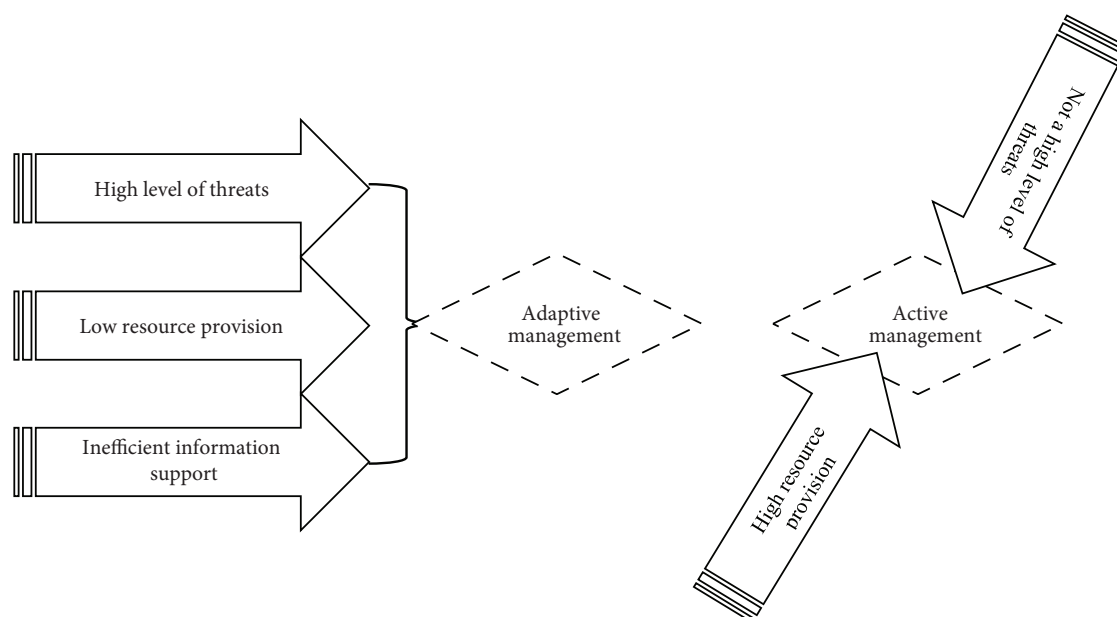 High level of threats
Low resource provision
Inefficient information
support
Adaptive
management
Not a high level of
threats
Active
management
High resource
provision